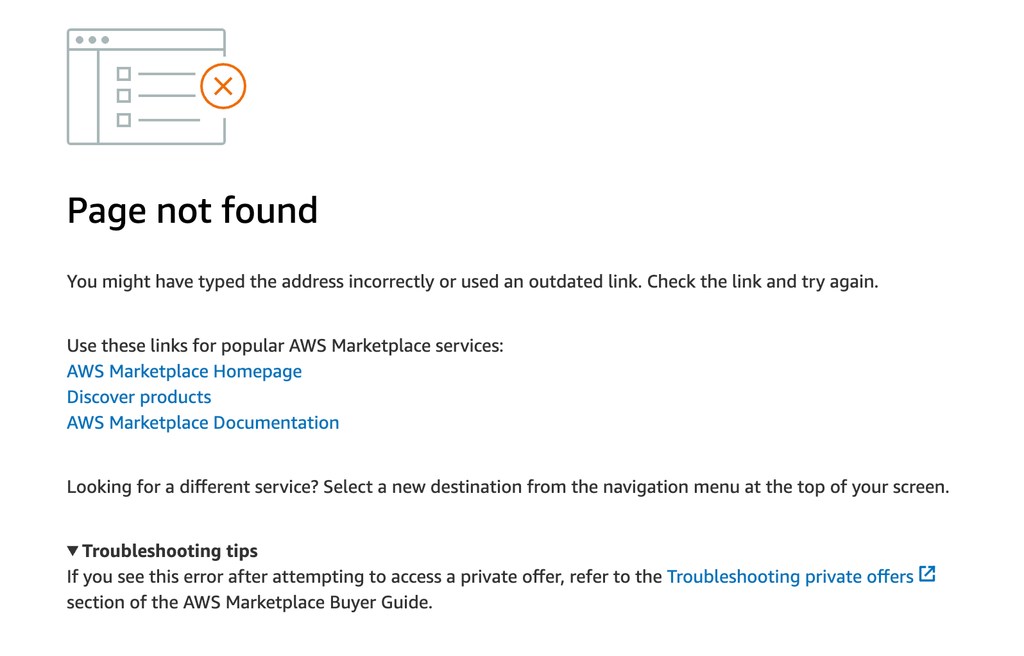 Page not found
You might have typed the address incorrectly or used an outdated link. Check the link and try again.
Use these links for popular AWS Marketplace services:
AWS Marketplace Homepage
Discover products
AWS Marketplace Documentation
Looking for a different service? Select a new destination from the navigation menu at the top of your screen.
Troubleshooting tips
If you see this error after attempting to access a private offer, refer to the Troubleshooting private offers
section of the AWS Marketplace Buyer Guide.